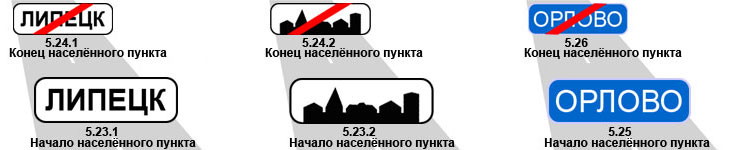 ЛИПЕЦК
5.24.1
Конец населённого пункта
5.24.2
Конец населённого пункта
ОРЛОВО
5.26
Конец населённого пункта
ЛИПЕЦК
5.23.1
Начало населённого пункта
5.23.2
Начало населённого пункта
ОРЛОВО
5.25
Начало населённого пункта